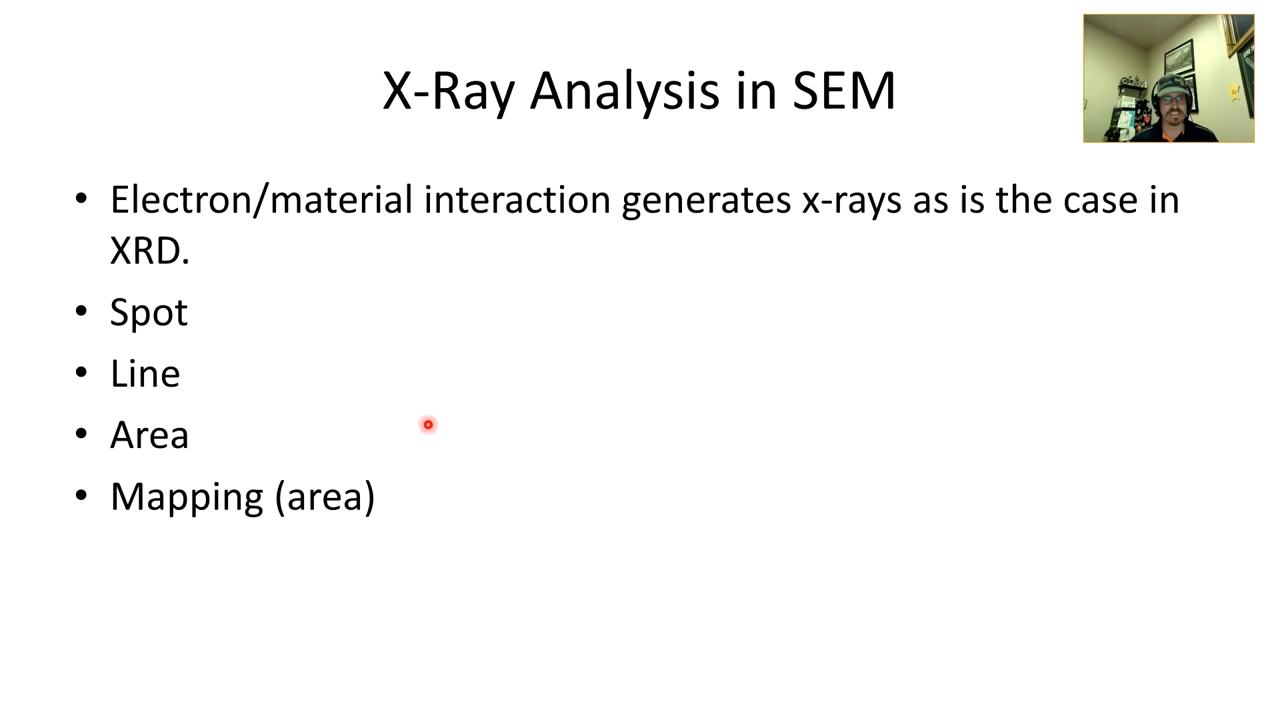 X-Ray Analysis in SEM
• Electron/material interaction generates x-rays as is the case in
XRD.
• Spot
• Line
• Area
• Mapping (area)